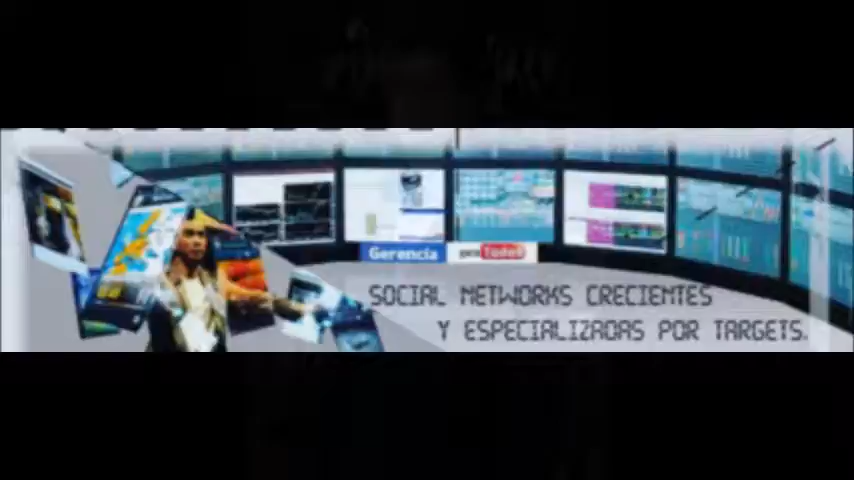 Gerencia
SOCIAL NETWORKS CRECIENTES
Y ESPECIALIZADAS POR TARGETS.